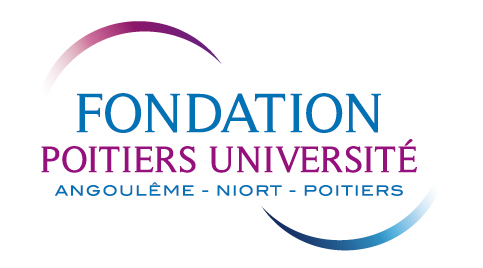 FONDATION
POITIERS UNIVERSITÉ
ANGOULÊME - NIORT - POITIERS